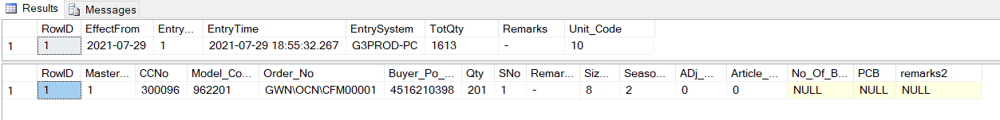 Results Messages
RowID EffectFrom Entry... EntryTime EntrySystem TotQty Remarks Unit_Code
1 1 2021-07-29 1 2021-07-29 18:55:32.267 G3PROD-PC 1613 - 10
RowID Master... CCNo Model_Co... Order_No Buyer_Po_... Qty SNo Remar... Siz... Seaso... ADj_... Article_... No_Of_B... PCB remarks2
1 1 1 300096 962201 GWN\OCN\CFM00001 4516210398 201 1 - 8 2 0 0 NULL NULL NULL